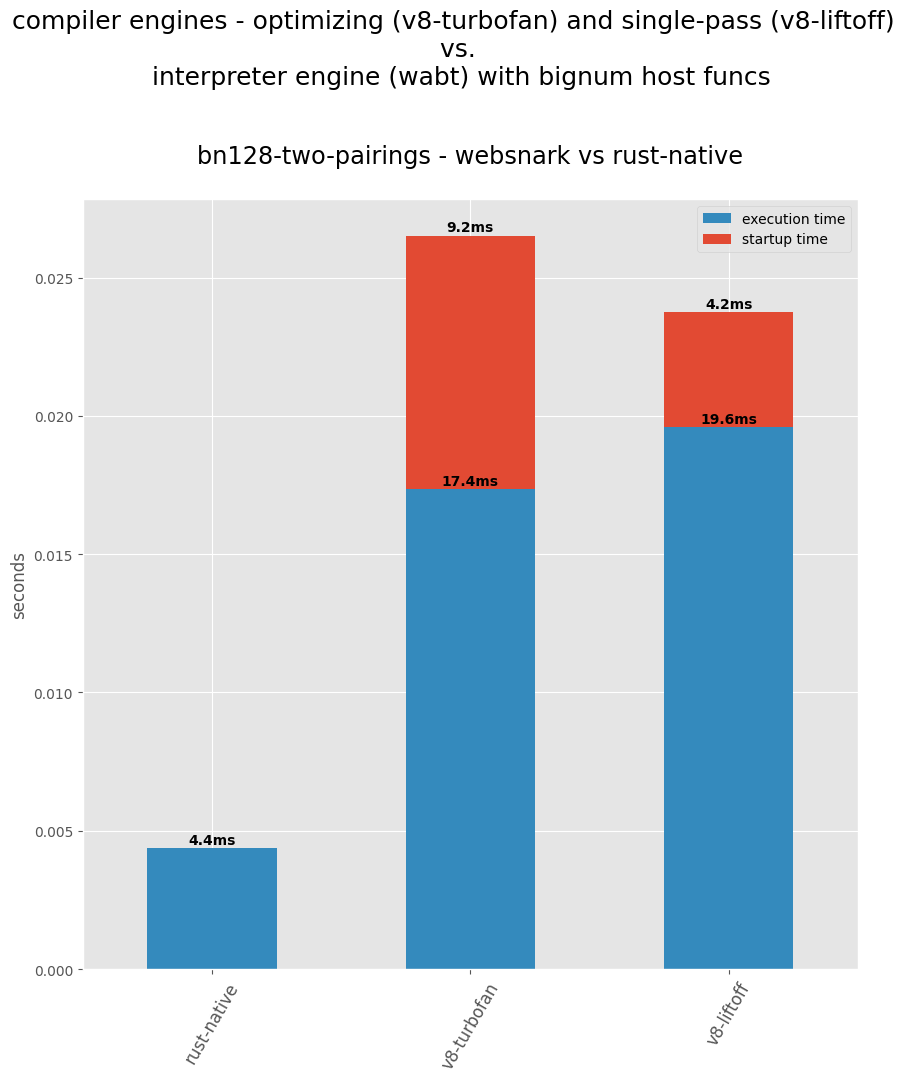 compiler engines - optimizing (v8-turbofan) and single-pass (v8-liftoff)
vs.
interpreter engine (wabt) with bignum host funcs
bn128-two-pairings - websnark vs rust-native
execution time
startup time
9.2ms
4.2ms
19.6ms
17.4ms
4.4ms
seconds
0.025
0.020
0.015
0.010
0.005
0.000
rust-native
v8-turbofan
v8-liftoff